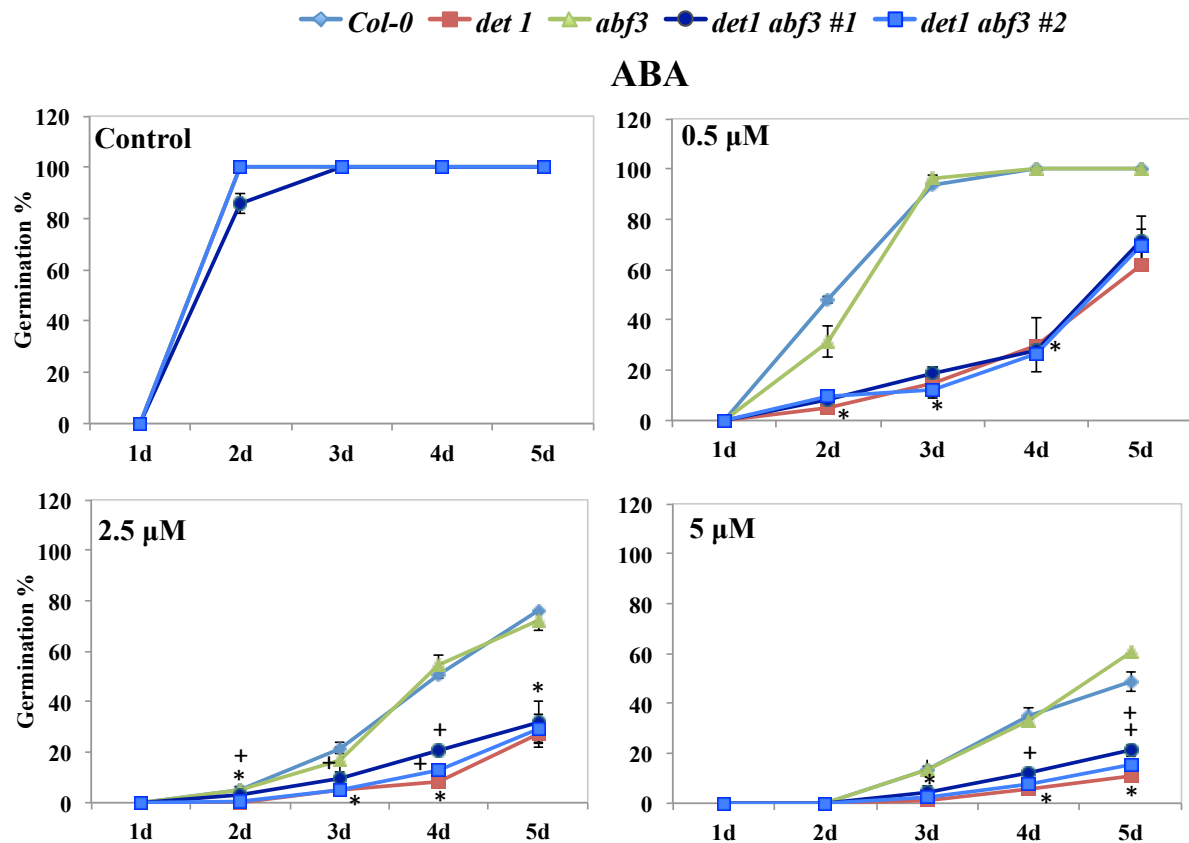 Col-0 det 1 abf3 det1 abf3 #1 det1 abf3 #2
ABA
Control
Germination %
120
100
80
60
40
20
0
1d 2d 3d 4d 5d
0.5 μM
120
100
80
60
40
20
0
* * *
1d 2d 3d 4d 5d
2.5 μM
Germination %
120
100
80
60
40
20
0
+ + + +
* * * *
1d 2d 3d 4d 5d
5 μM
120
100
80
60
40
20
0
+ + + +
* * *
1d 2d 3d 4d 5d